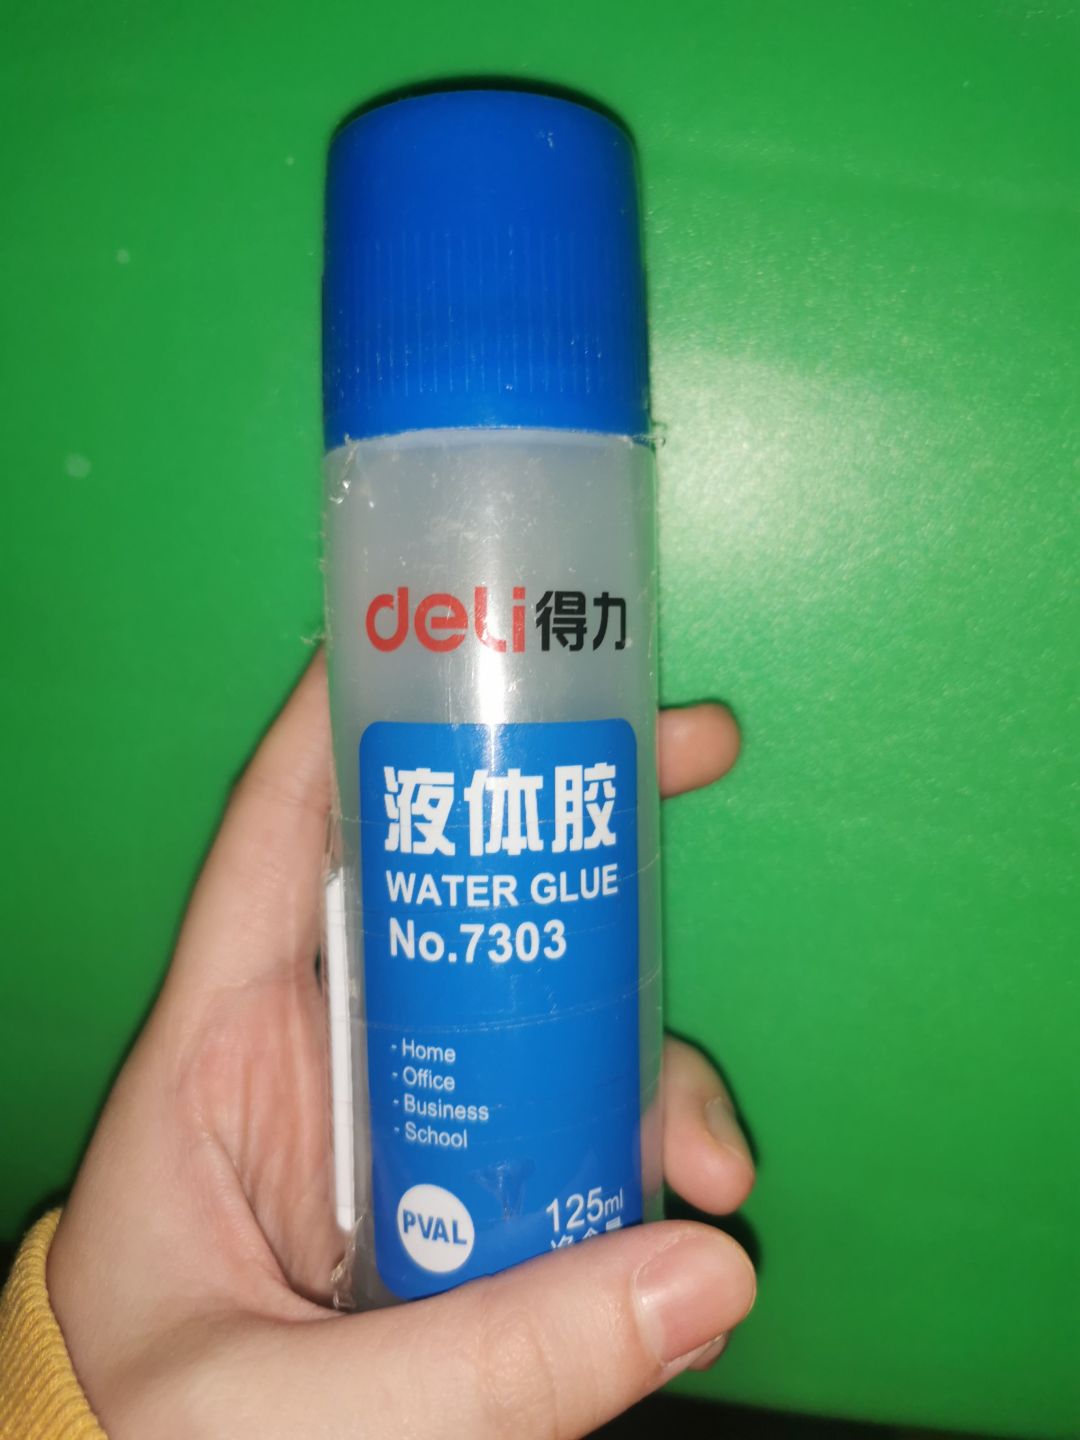 deli得力
液体胶
WATER GLUE
No.7303
- Home
- Office
- Business
- School
PVAL
125ml